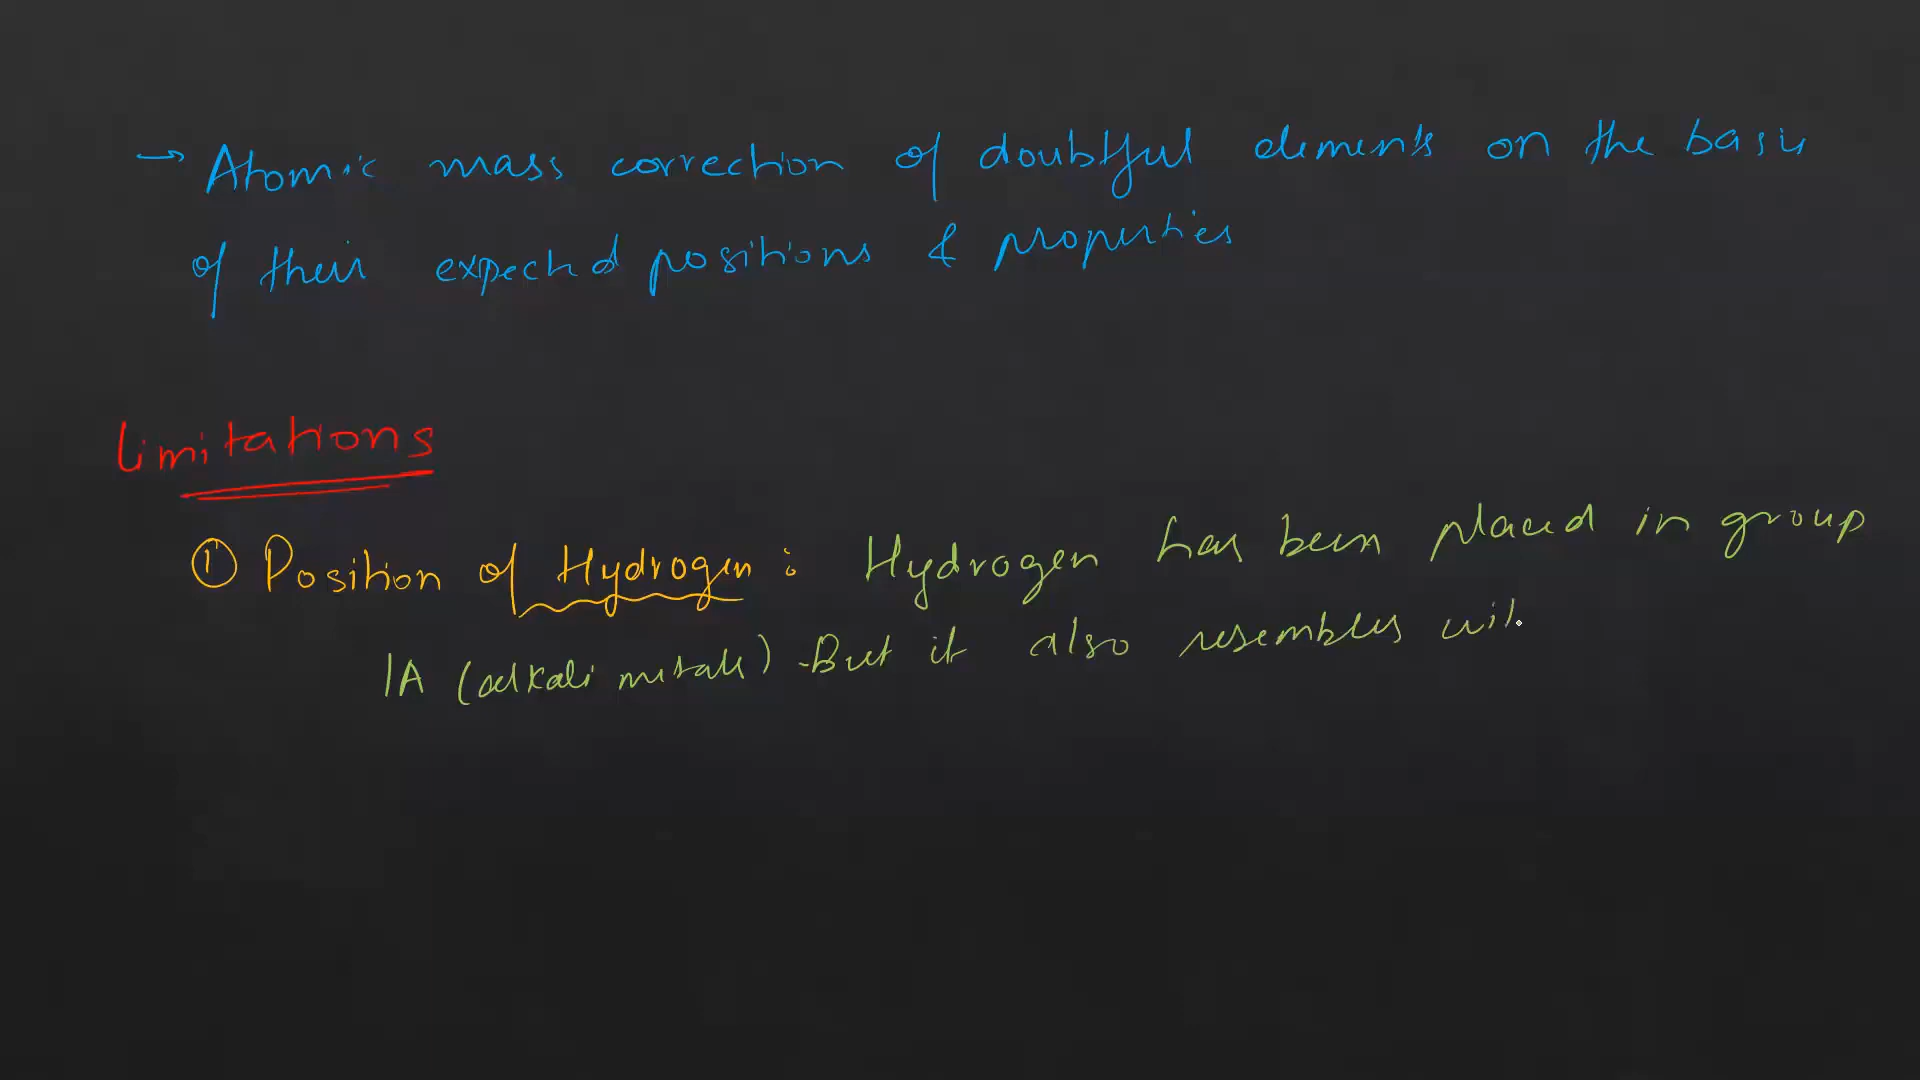 → Atomic mass correction of doubtful elements on the basis
of their expected positions & properties
Limitations
① Position of Hydrogen : Hydrogen has been placed in group
IA (alkali metals). But it also resembles wit